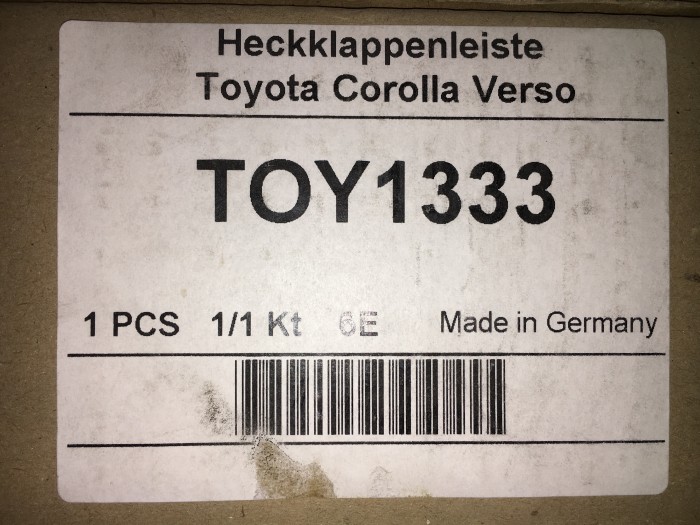 Heckklappenleiste
Toyota Corolla Verso
TOY1333
1 PCS 1/1 Kt 6E Made in Germany